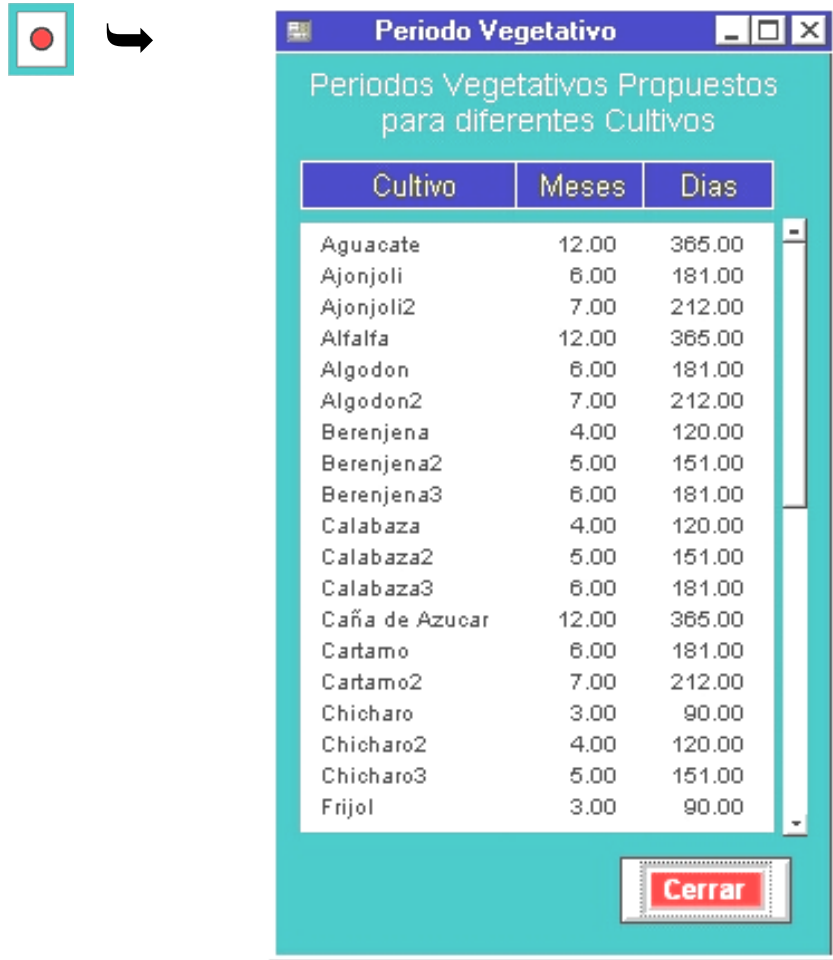 Periodo Vegetativo
Periodos Vegetativos Propuestos
para diferentes Cultivos
Cultivo Meses Dias
Aguacate 12.00 365.00
Ajonjoli 6.00 181.00
Ajonjoli2 7.00 212.00
Alfalfa 12.00 365.00
Algodon 6.00 181.00
Algodon2 7.00 212.00
Berenjena 4.00 120.00
Berenjena2 5.00 151.00
Berenjena3 6.00 181.00
Calabaza 4.00 120.00
Calabaza2 5.00 151.00
Calabaza3 6.00 181.00
Caña de Azucar 12.00 365.00
Cartamo 6.00 181.00
Cartamo2 7.00 212.00
Chicharo 3.00 90.00
Chicharo2 4.00 120.00
Chicharo3 5.00 151.00
Frijol 3.00 90.00
Cerrar